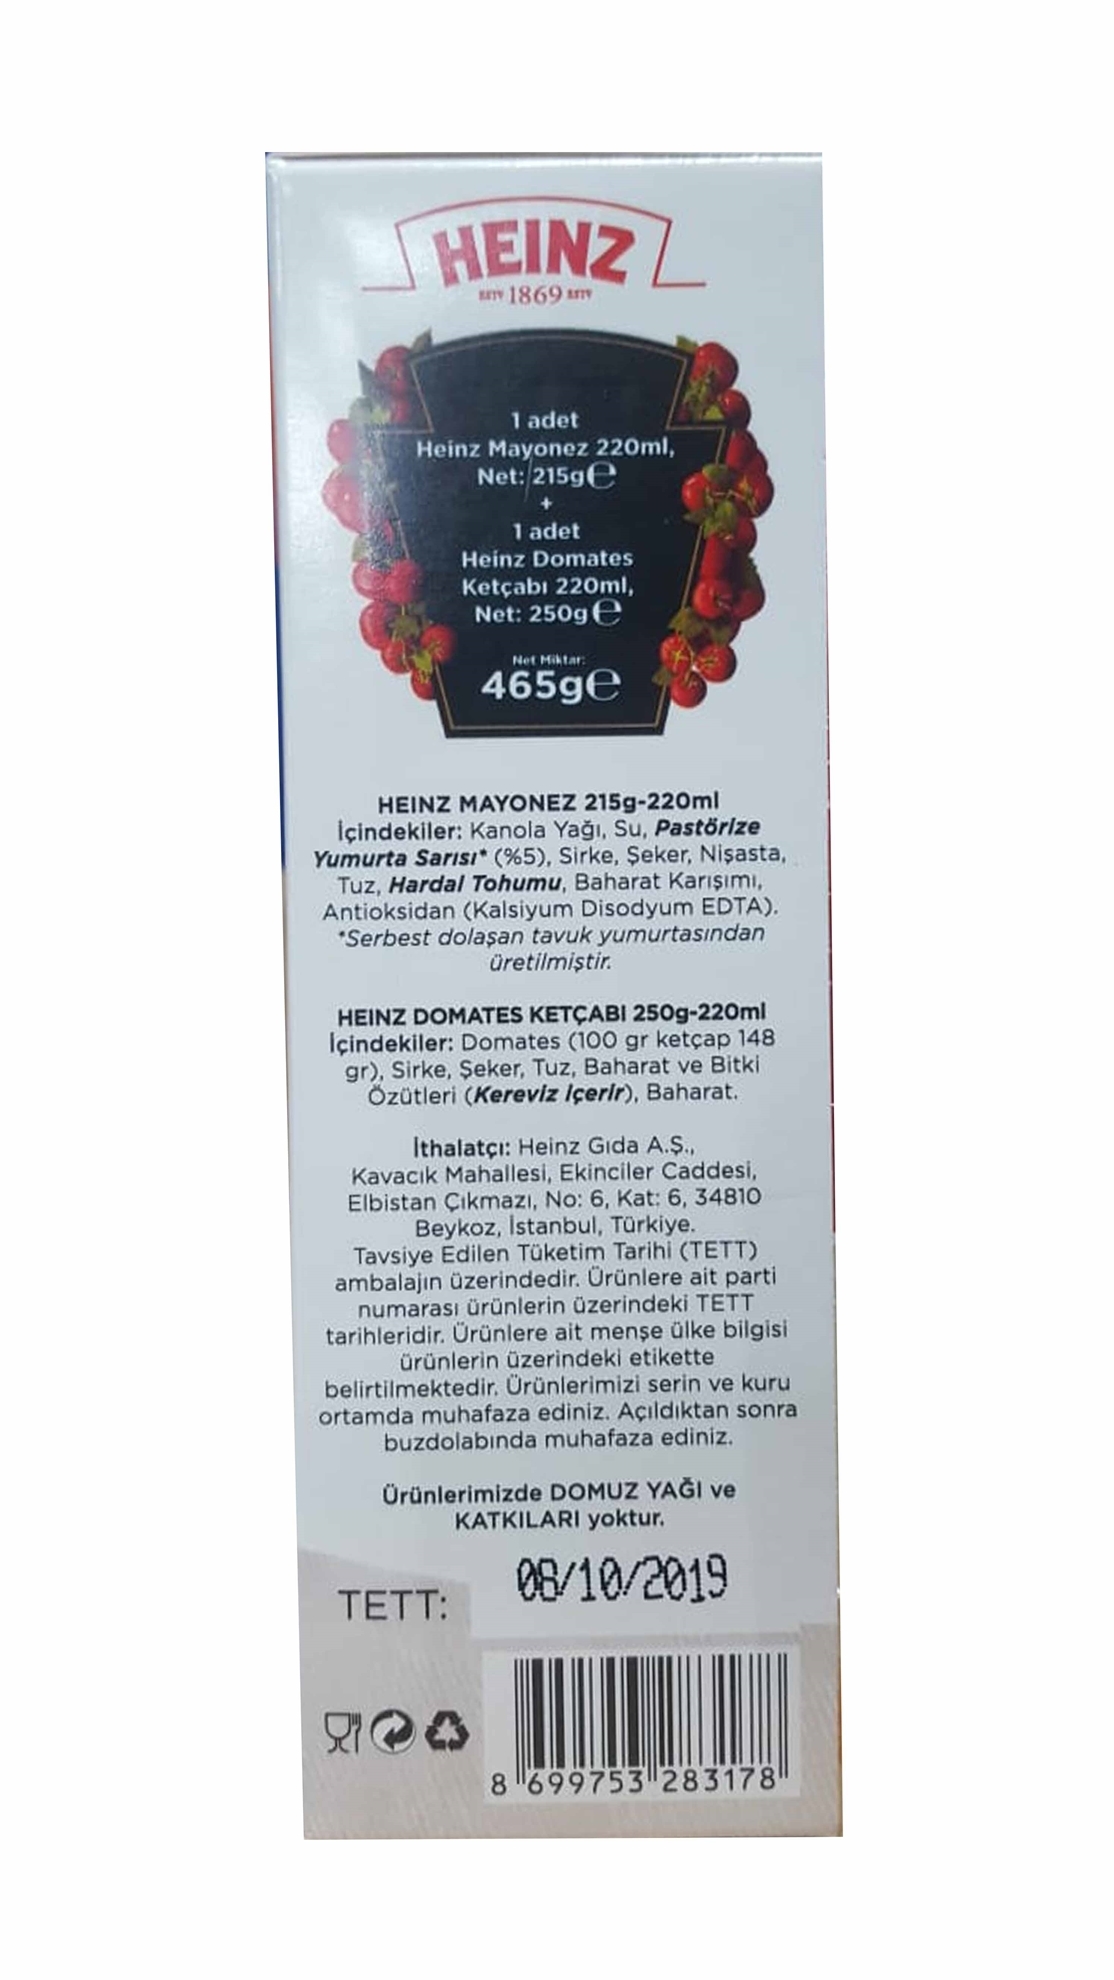 HEINZ
ESTD 1869 ESTD
1 adet
Heinz Mayonez 220ml,
Net: 215g℮
+
1 adet
Heinz Domates
Ketçabı 220ml,
Net: 250g℮
Net Miktar:
465g℮
HEINZ MAYONEZ 215g-220ml
İçindekiler: Kanola Yağı, Su, Pastörize
Yumurta Sarısı* (%5), Sirke, Şeker, Nişasta,
Tuz, Hardal Tohumu, Baharat Karışımı,
Antioksidan (Kalsiyum Disodyum EDTA).
*Serbest dolaşan tavuk yumurtasından
üretilmiştir.
HEINZ DOMATES KETÇABI 250g-220ml
İçindekiler: Domates (100 gr ketçap 148
gr), Sirke, Şeker, Tuz, Baharat ve Bitki
Özütleri (Kereviz içerir), Baharat.
İthalatçı: Heinz Gıda A.Ş.,
Kavacık Mahallesi, Ekinciler Caddesi,
Elbistan Çıkmazı, No: 6, Kat: 6, 34810
Beykoz, İstanbul, Türkiye.
Tavsiye Edilen Tüketim Tarihi (TETT)
ambalajın üzerindedir. Ürünlere ait parti
numarası ürünlerin üzerindeki TETT
tarihleridir. Ürünlere ait menşe ülke bilgisi
ürünlerin üzerindeki etikette
belirtilmektedir. Ürünlerimizi serin ve kuru
ortamda muhafaza ediniz. Açıldıktan sonra
buzdolabında muhafaza ediniz.
Ürünlerimizde DOMUZ YAĞI ve
KATKILARI yoktur.
TETT: 08/10/2019
8 699753 283178